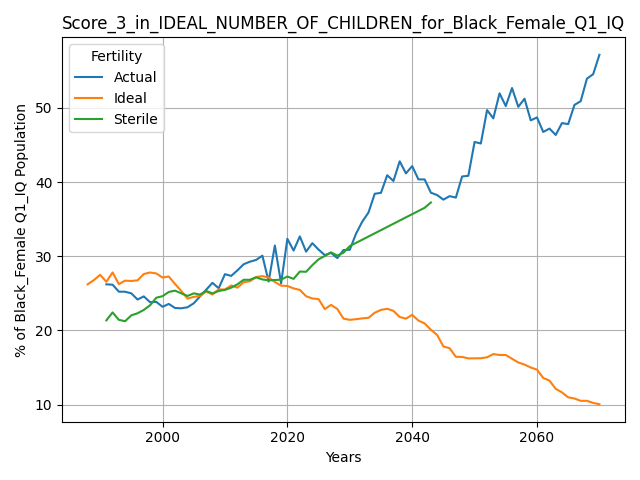 Score_3_in_IDEAL_NUMBER_OF_CHILDREN_for_Black_Female_Q1_IQ
Fertility
Actual
Ideal
Sterile
% of Black_Female Q1_IQ Population
50
40
30
20
10
2000 2020 2040 2060
Years